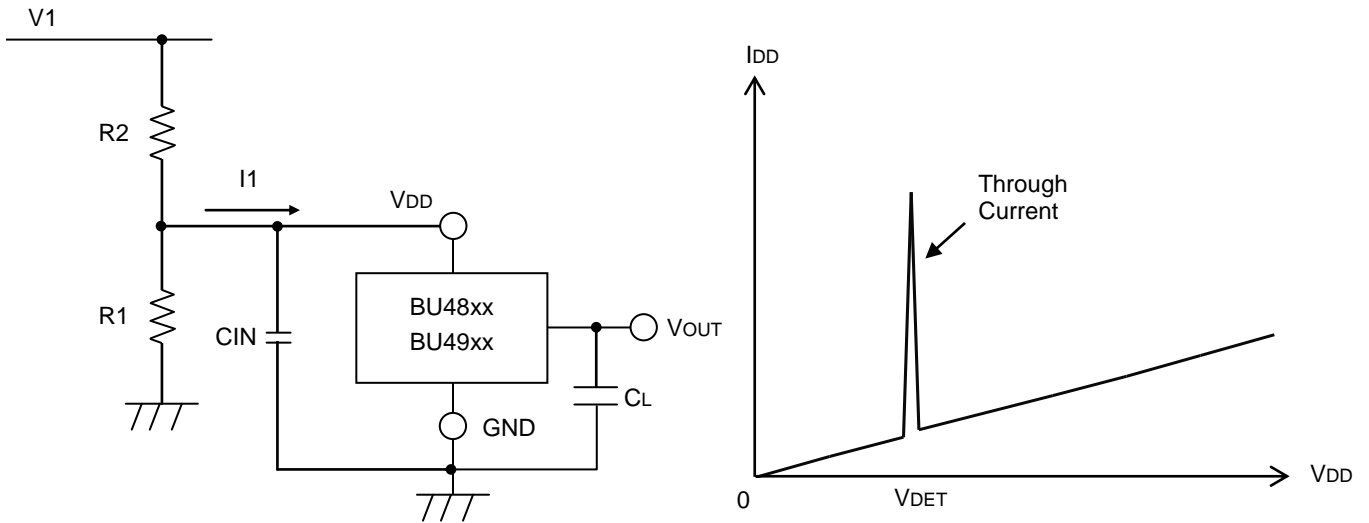 V1
R2
I1
VDD
R1
CIN
BU48xx
BU49xx
VOUT
CL
GND
IDD
Through
Current
0
VDET
VDD